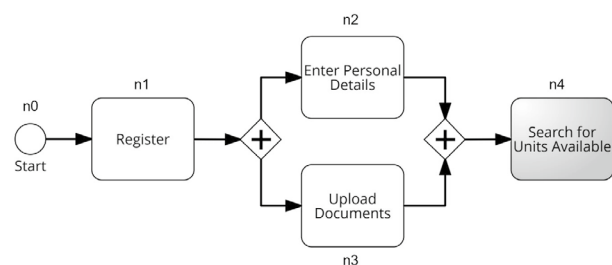 n0
Start
n1
Register
n2
Enter Personal
Details
Upload
Documents
n3
n4
Search for
Units Available